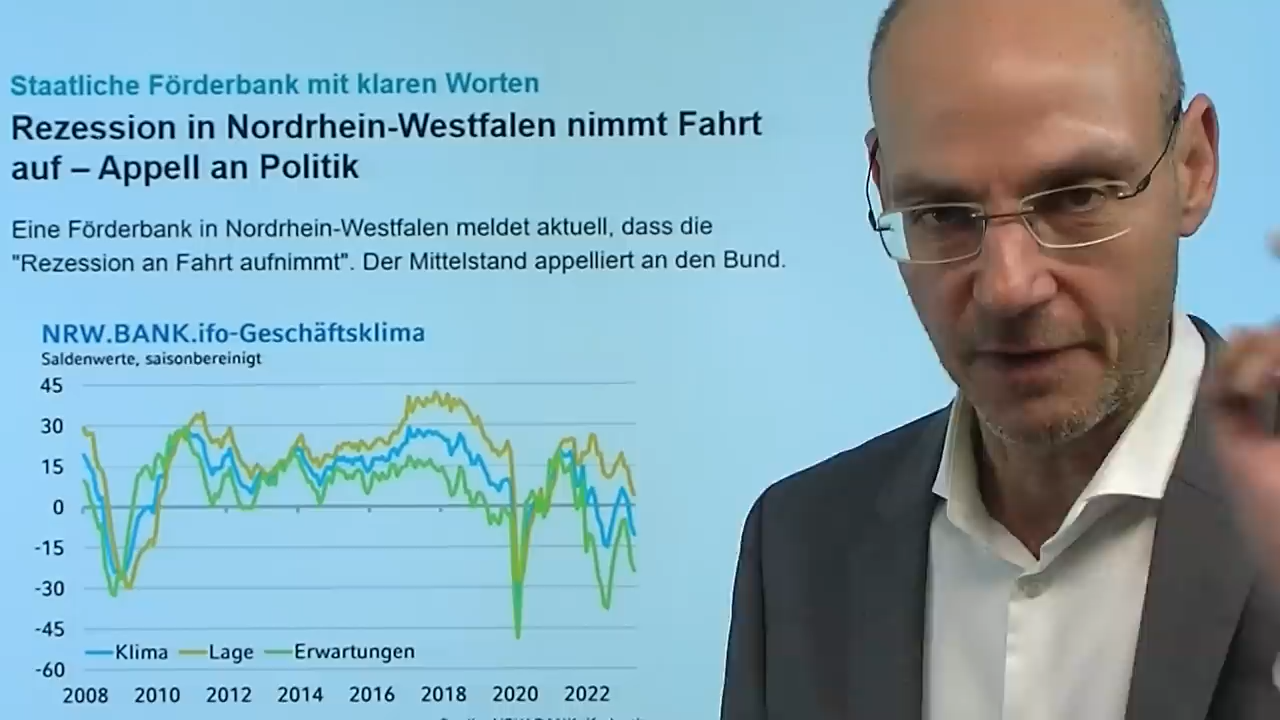 Staatliche Förderbank mit klaren Worten
Rezession in Nordrhein-Westfalen nimmt Fahrt
auf – Appell an Politik
Eine Förderbank in Nordrhein-Westfalen meldet aktuell, dass die
"Rezession an Fahrt aufnimmt". Der Mittelstand appelliert an den Bund.
NRW.BANK.ifo-Geschäftsklima
Saldenwerte, saisonbereinigt
45
30
15
0
-15
-30
-45
-60
Klima Lage Erwartungen
2008 2010 2012 2014 2016 2018 2020 2022